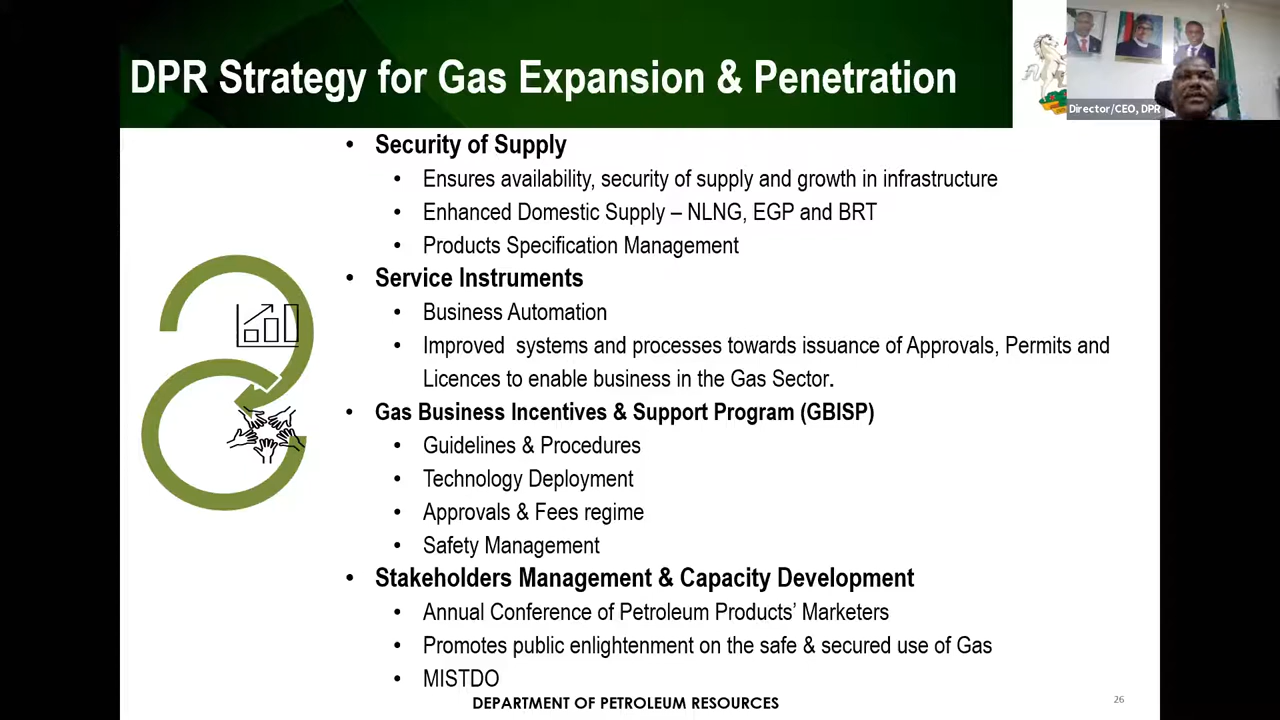 DPR Strategy for Gas Expansion & Penetration
Director/CEO, DPR
• Security of Supply
• Ensures availability, security of supply and growth in infrastructure
• Enhanced Domestic Supply – NLNG, EGP and BRT
• Products Specification Management
• Service Instruments
• Business Automation
• Improved  systems and processes towards issuance of Approvals, Permits and
Licences to enable business in the Gas Sector.
• Gas Business Incentives & Support Program (GBISP)
• Guidelines & Procedures
• Technology Deployment
• Approvals & Fees regime
• Safety Management
• Stakeholders Management & Capacity Development
• Annual Conference of Petroleum Products’ Marketers
• Promotes public enlightenment on the safe & secured use of Gas
• MISTDO
DEPARTMENT OF PETROLEUM RESOURCES
26